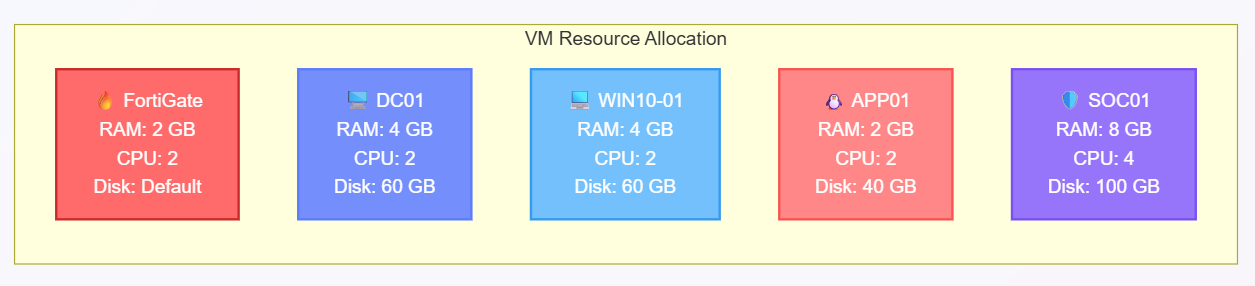 VM Resource Allocation
FortiGate
RAM: 2 GB
CPU: 2
Disk: Default
DC01
RAM: 4 GB
CPU: 2
Disk: 60 GB
WIN10-01
RAM: 4 GB
CPU: 2
Disk: 60 GB
APP01
RAM: 2 GB
CPU: 2
Disk: 40 GB
SOC01
RAM: 8 GB
CPU: 4
Disk: 100 GB